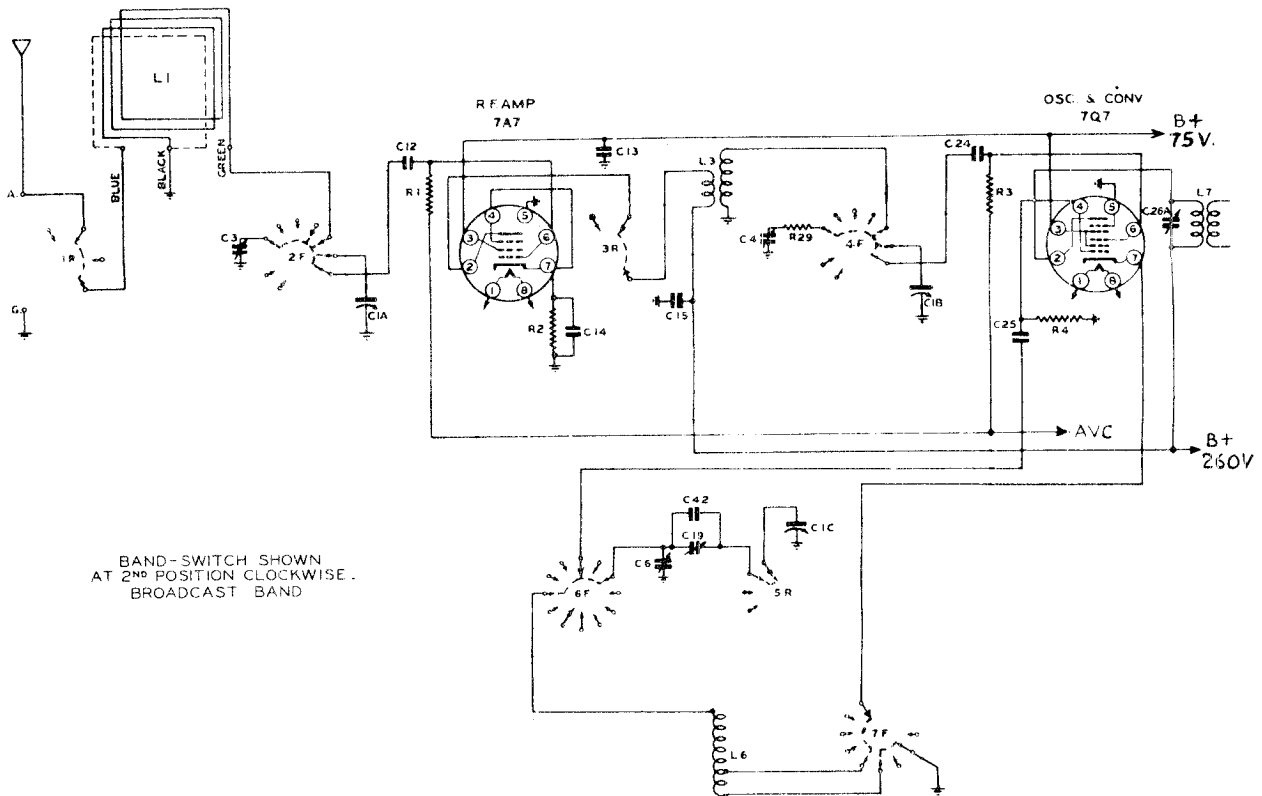 L1
BLUE
BLACK
GREEN
A.
G.
1R
C3
2F
C1A
C12
R1
R.F. AMP
7A7
4
5
3
6
2
7
1
8
R2
C14
C13
3R
C15
L3
C4
R29
4F
C1B
C24
R3
OSC. & CONV
7Q7
4
5
3
6
2
7
1
8
B+
75V.
C26A
L7
C25
R4
AVC
B+
260V
C42
C19
C6
C1C
5R
6F
L6
7F
BAND-SWITCH SHOWN
AT 2ND POSITION CLOCKWISE.
BROADCAST BAND